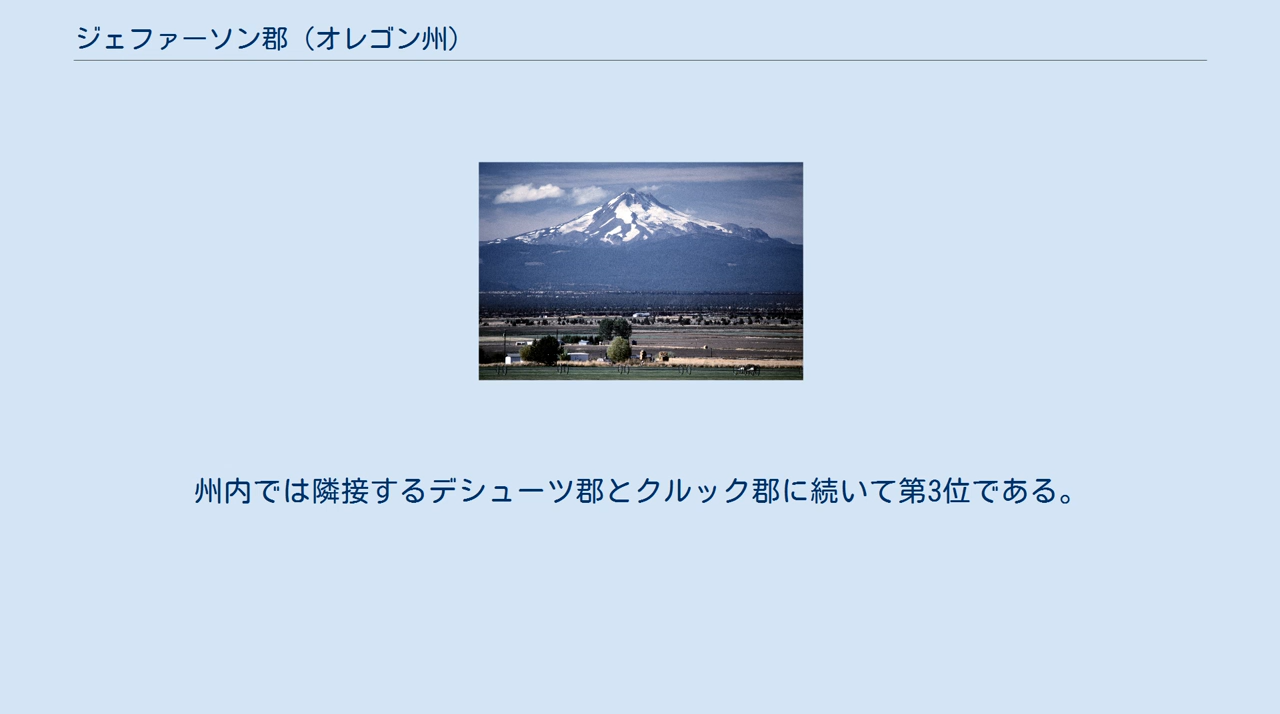 ジェファーソン郡（オレゴン州）
州内では隣接するデシューツ郡とクルック郡に続いて第3位である。